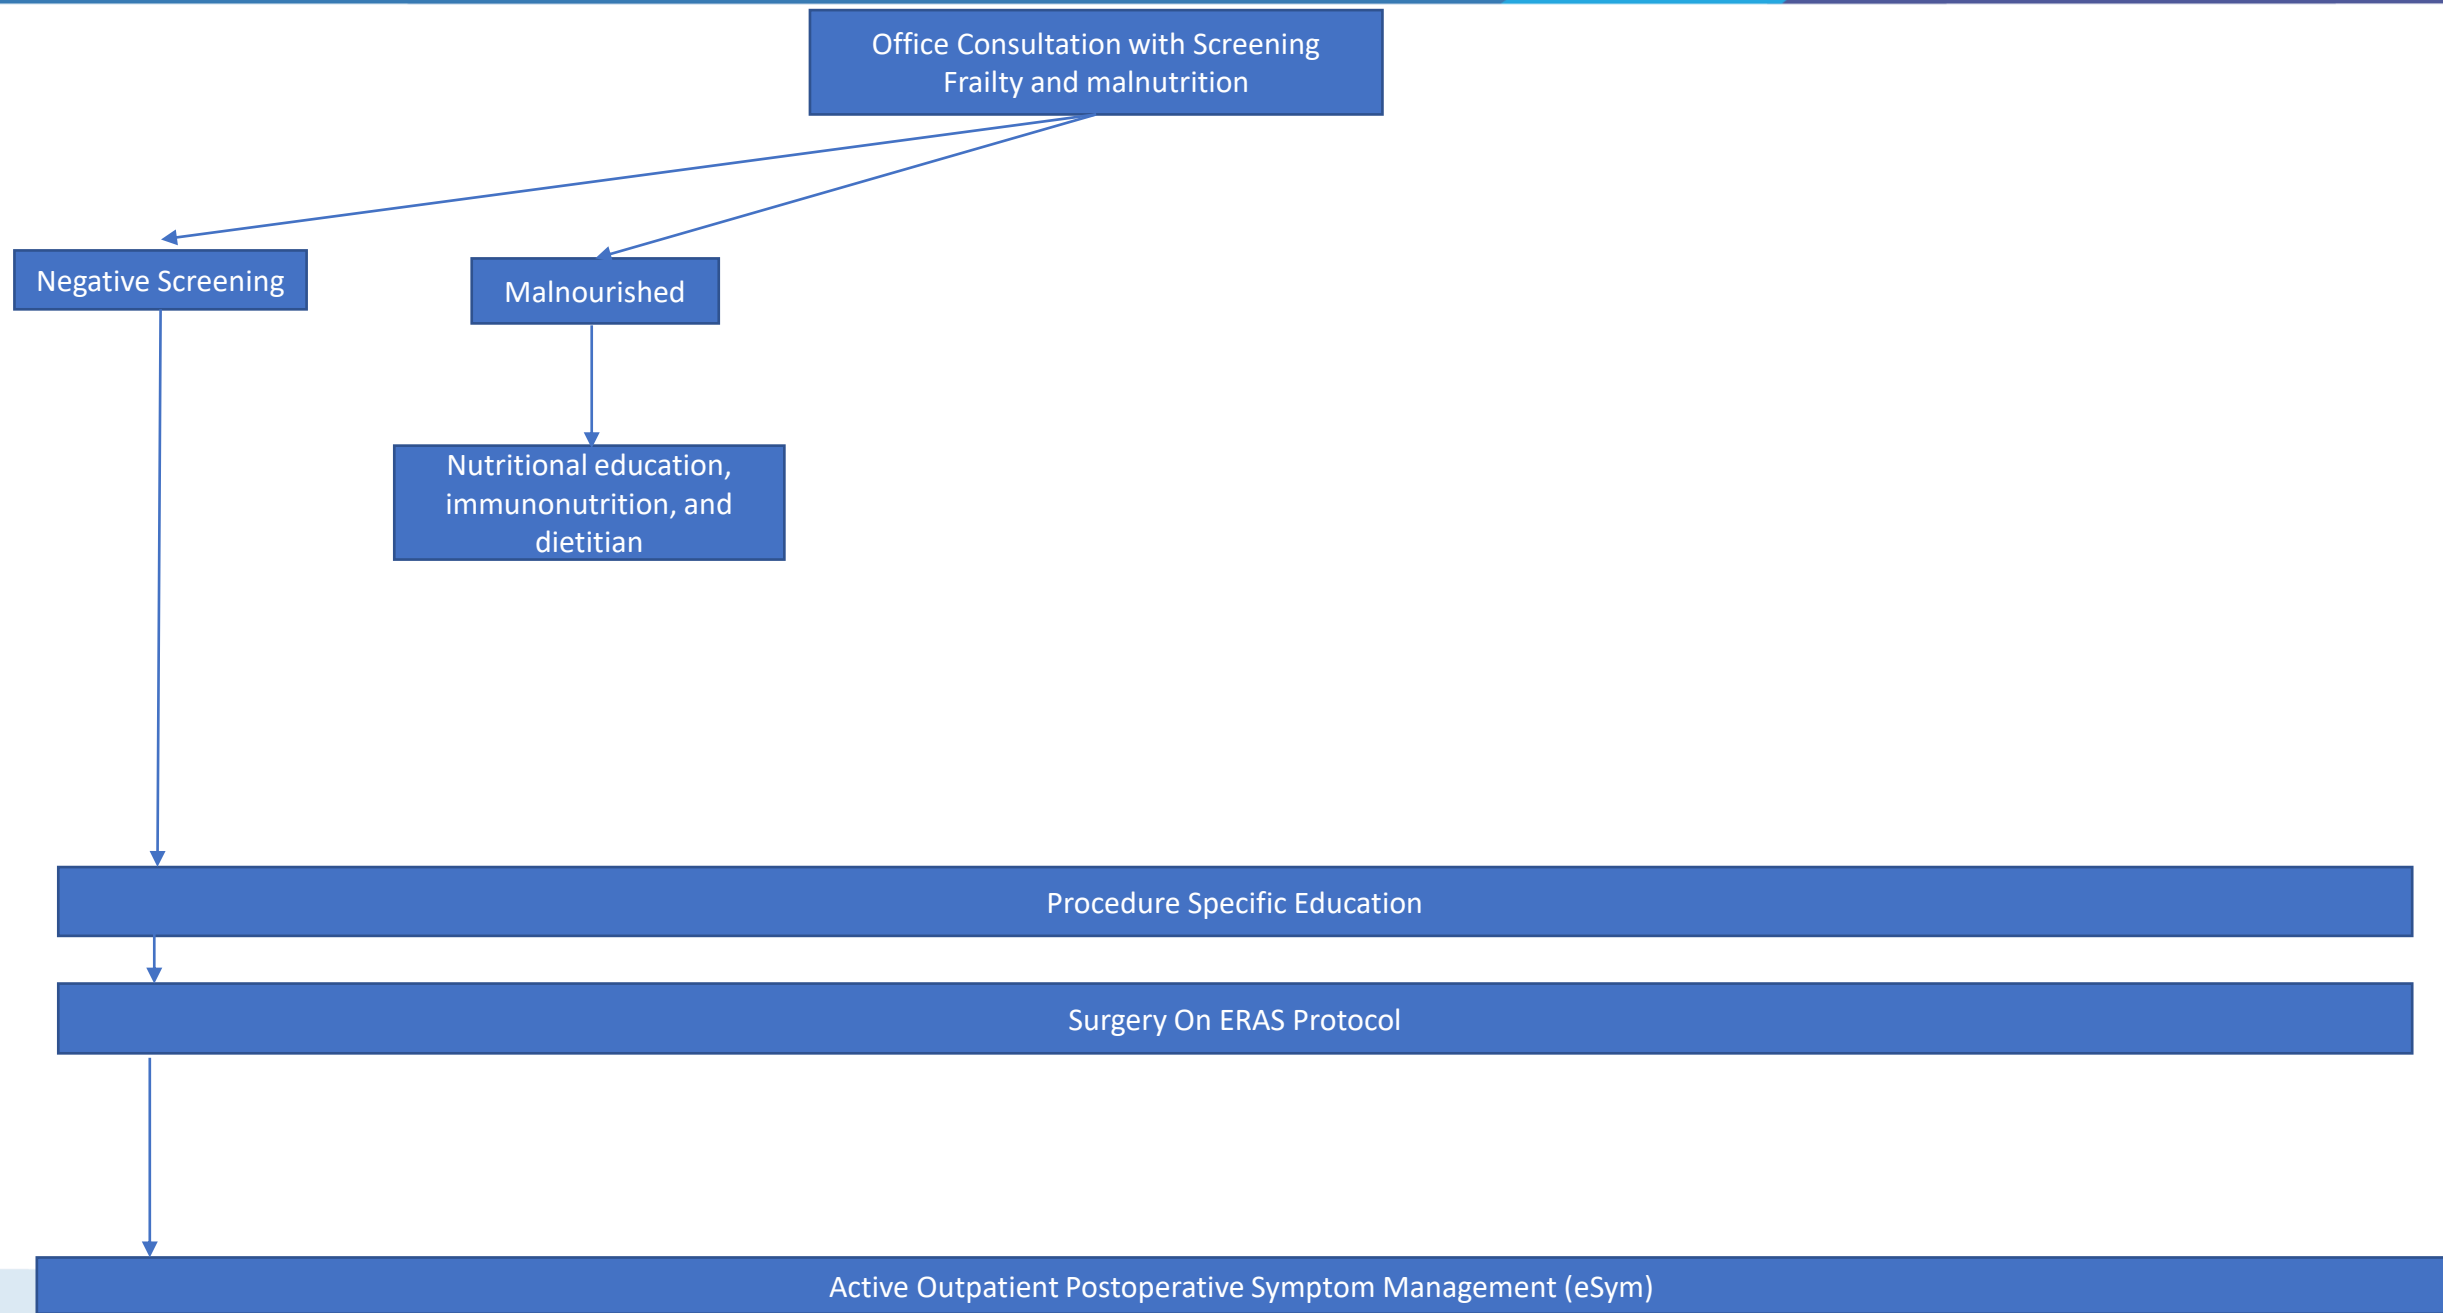 Office Consultation with Screening
Frailty and malnutrition
Negative Screening
Malnourished
Nutritional education,
immunonutrition, and
dietitian
Procedure Specific Education
Surgery On ERAS Protocol
Active Outpatient Postoperative Symptom Management (eSym)